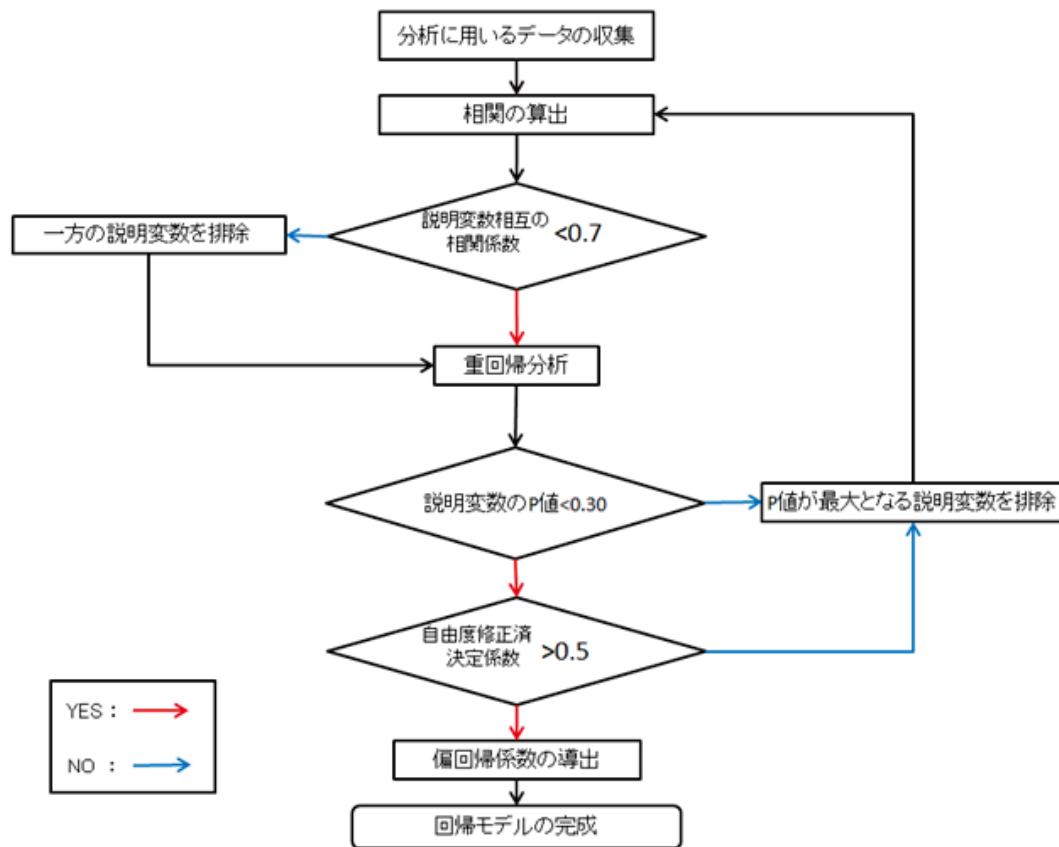 分析に用いるデータの収集
相関の算出
説明変数相互の
相関係数 <0.7
一方の説明変数を排除
重回帰分析
説明変数のP値<0.30
P値が最大となる説明変数を排除
自由度修正済
決定係数 >0.5
YES :
NO :
偏回帰係数の導出
回帰モデルの完成